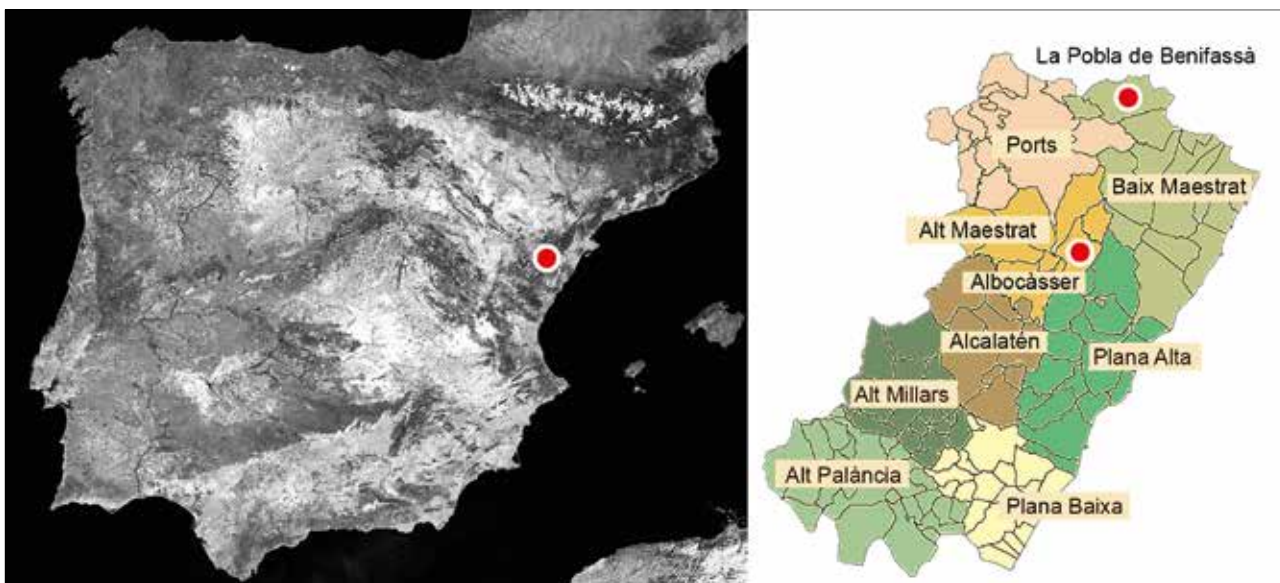 La Pobla de Benifassà
Ports
Baix Maestrat
Alt Maestrat
Albocàsser
Alcalatén
Plana Alta
Alt Millars
Alt Palància
Plana Baixa